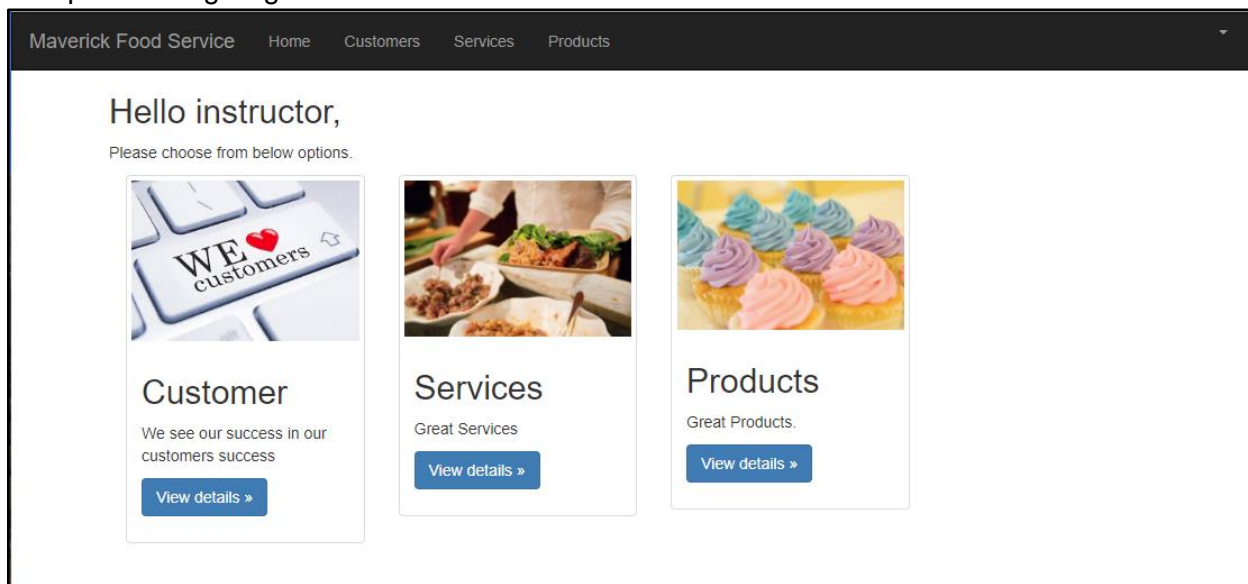 Maverick Food Service Home Customers Services Products
Hello instructor,
Please choose from below options.
WE
customers
Customer
We see our success in our
customers success
View details »
Services
Great Services
View details »
Products
Great Products.
View details »